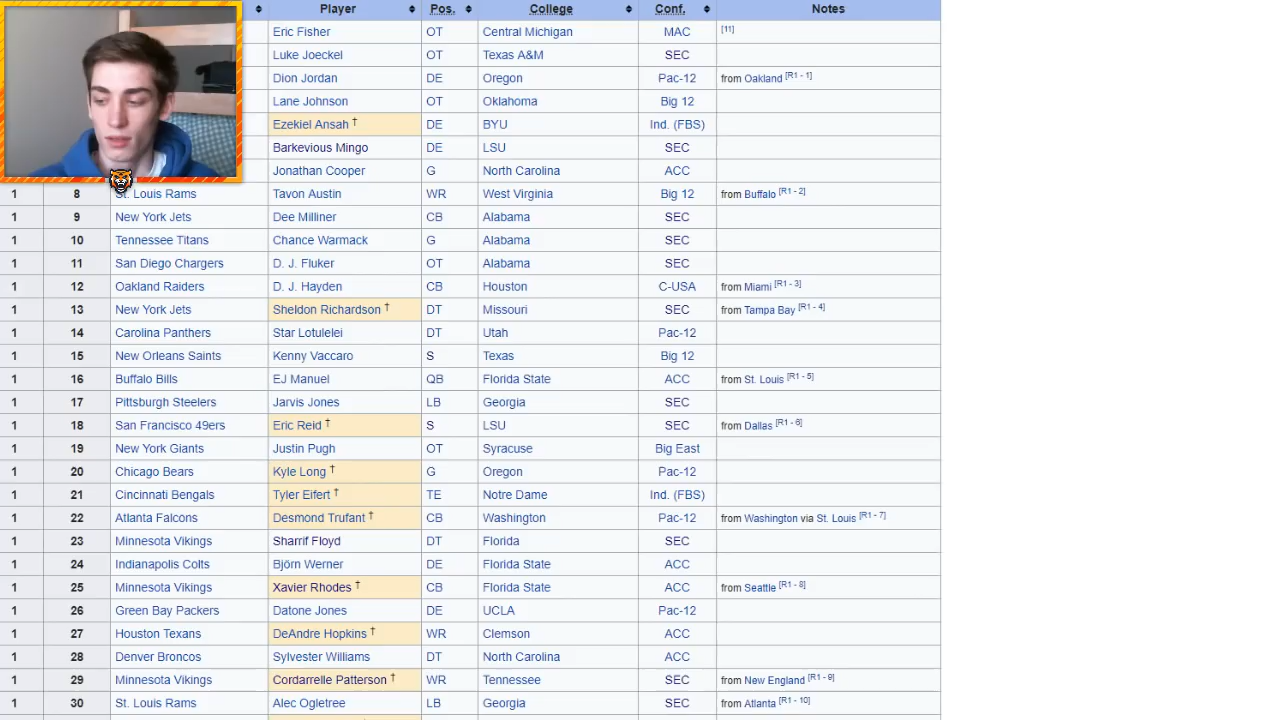 Player Pos. College Conf. Notes
Eric Fisher OT Central Michigan MAC [11]
Luke Joeckel OT Texas A&M SEC
Dion Jordan DE Oregon Pac-12 from Oakland [R1 - 1]
Lane Johnson OT Oklahoma Big 12
Ezekiel Ansah † DE BYU Ind. (FBS)
Barkevious Mingo DE LSU SEC
Jonathan Cooper G North Carolina ACC
1 8 St. Louis Rams Tavon Austin WR West Virginia Big 12 from Buffalo [R1 - 2]
1 9 New York Jets Dee Milliner CB Alabama SEC
1 10 Tennessee Titans Chance Warmack G Alabama SEC
1 11 San Diego Chargers D. J. Fluker OT Alabama SEC
1 12 Oakland Raiders D. J. Hayden CB Houston C-USA from Miami [R1 - 3]
1 13 New York Jets Sheldon Richardson † DT Missouri SEC from Tampa Bay [R1 - 4]
1 14 Carolina Panthers Star Lotulelei DT Utah Pac-12
1 15 New Orleans Saints Kenny Vaccaro S Texas Big 12
1 16 Buffalo Bills EJ Manuel QB Florida State ACC from St. Louis [R1 - 5]
1 17 Pittsburgh Steelers Jarvis Jones LB Georgia SEC
1 18 San Francisco 49ers Eric Reid † S LSU SEC from Dallas [R1 - 6]
1 19 New York Giants Justin Pugh OT Syracuse Big East
1 20 Chicago Bears Kyle Long † G Oregon Pac-12
1 21 Cincinnati Bengals Tyler Eifert † TE Notre Dame Ind. (FBS)
1 22 Atlanta Falcons Desmond Trufant † CB Washington Pac-12 from Washington via St. Louis [R1 - 7]
1 23 Minnesota Vikings Sharrif Floyd DT Florida SEC
1 24 Indianapolis Colts Björn Werner DE Florida State ACC
1 25 Minnesota Vikings Xavier Rhodes † CB Florida State ACC from Seattle [R1 - 8]
1 26 Green Bay Packers Datone Jones DE UCLA Pac-12
1 27 Houston Texans DeAndre Hopkins † WR Clemson ACC
1 28 Denver Broncos Sylvester Williams DT North Carolina ACC
1 29 Minnesota Vikings Cordarrelle Patterson † WR Tennessee SEC from New England [R1 - 9]
1 30 St. Louis Rams Alec Ogletree LB Georgia SEC from Atlanta [R1 - 10]